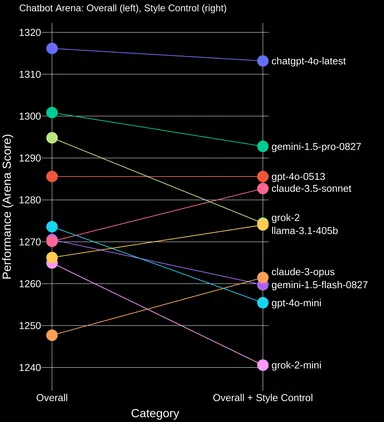 Chatbot Arena: Overall (left), Style Control (right)
1320
1310
1300
1290
1280
1270
1260
1250
1240
Performance (Arena Score)
chatgpt-4o-latest
gemini-1.5-pro-0827
gpt-4o-0513
claude-3.5-sonnet
grok-2
llama-3.1-405b
claude-3-opus
gemini-1.5-flash-0827
gpt-4o-mini
grok-2-mini
Overall
Overall + Style Control
Category